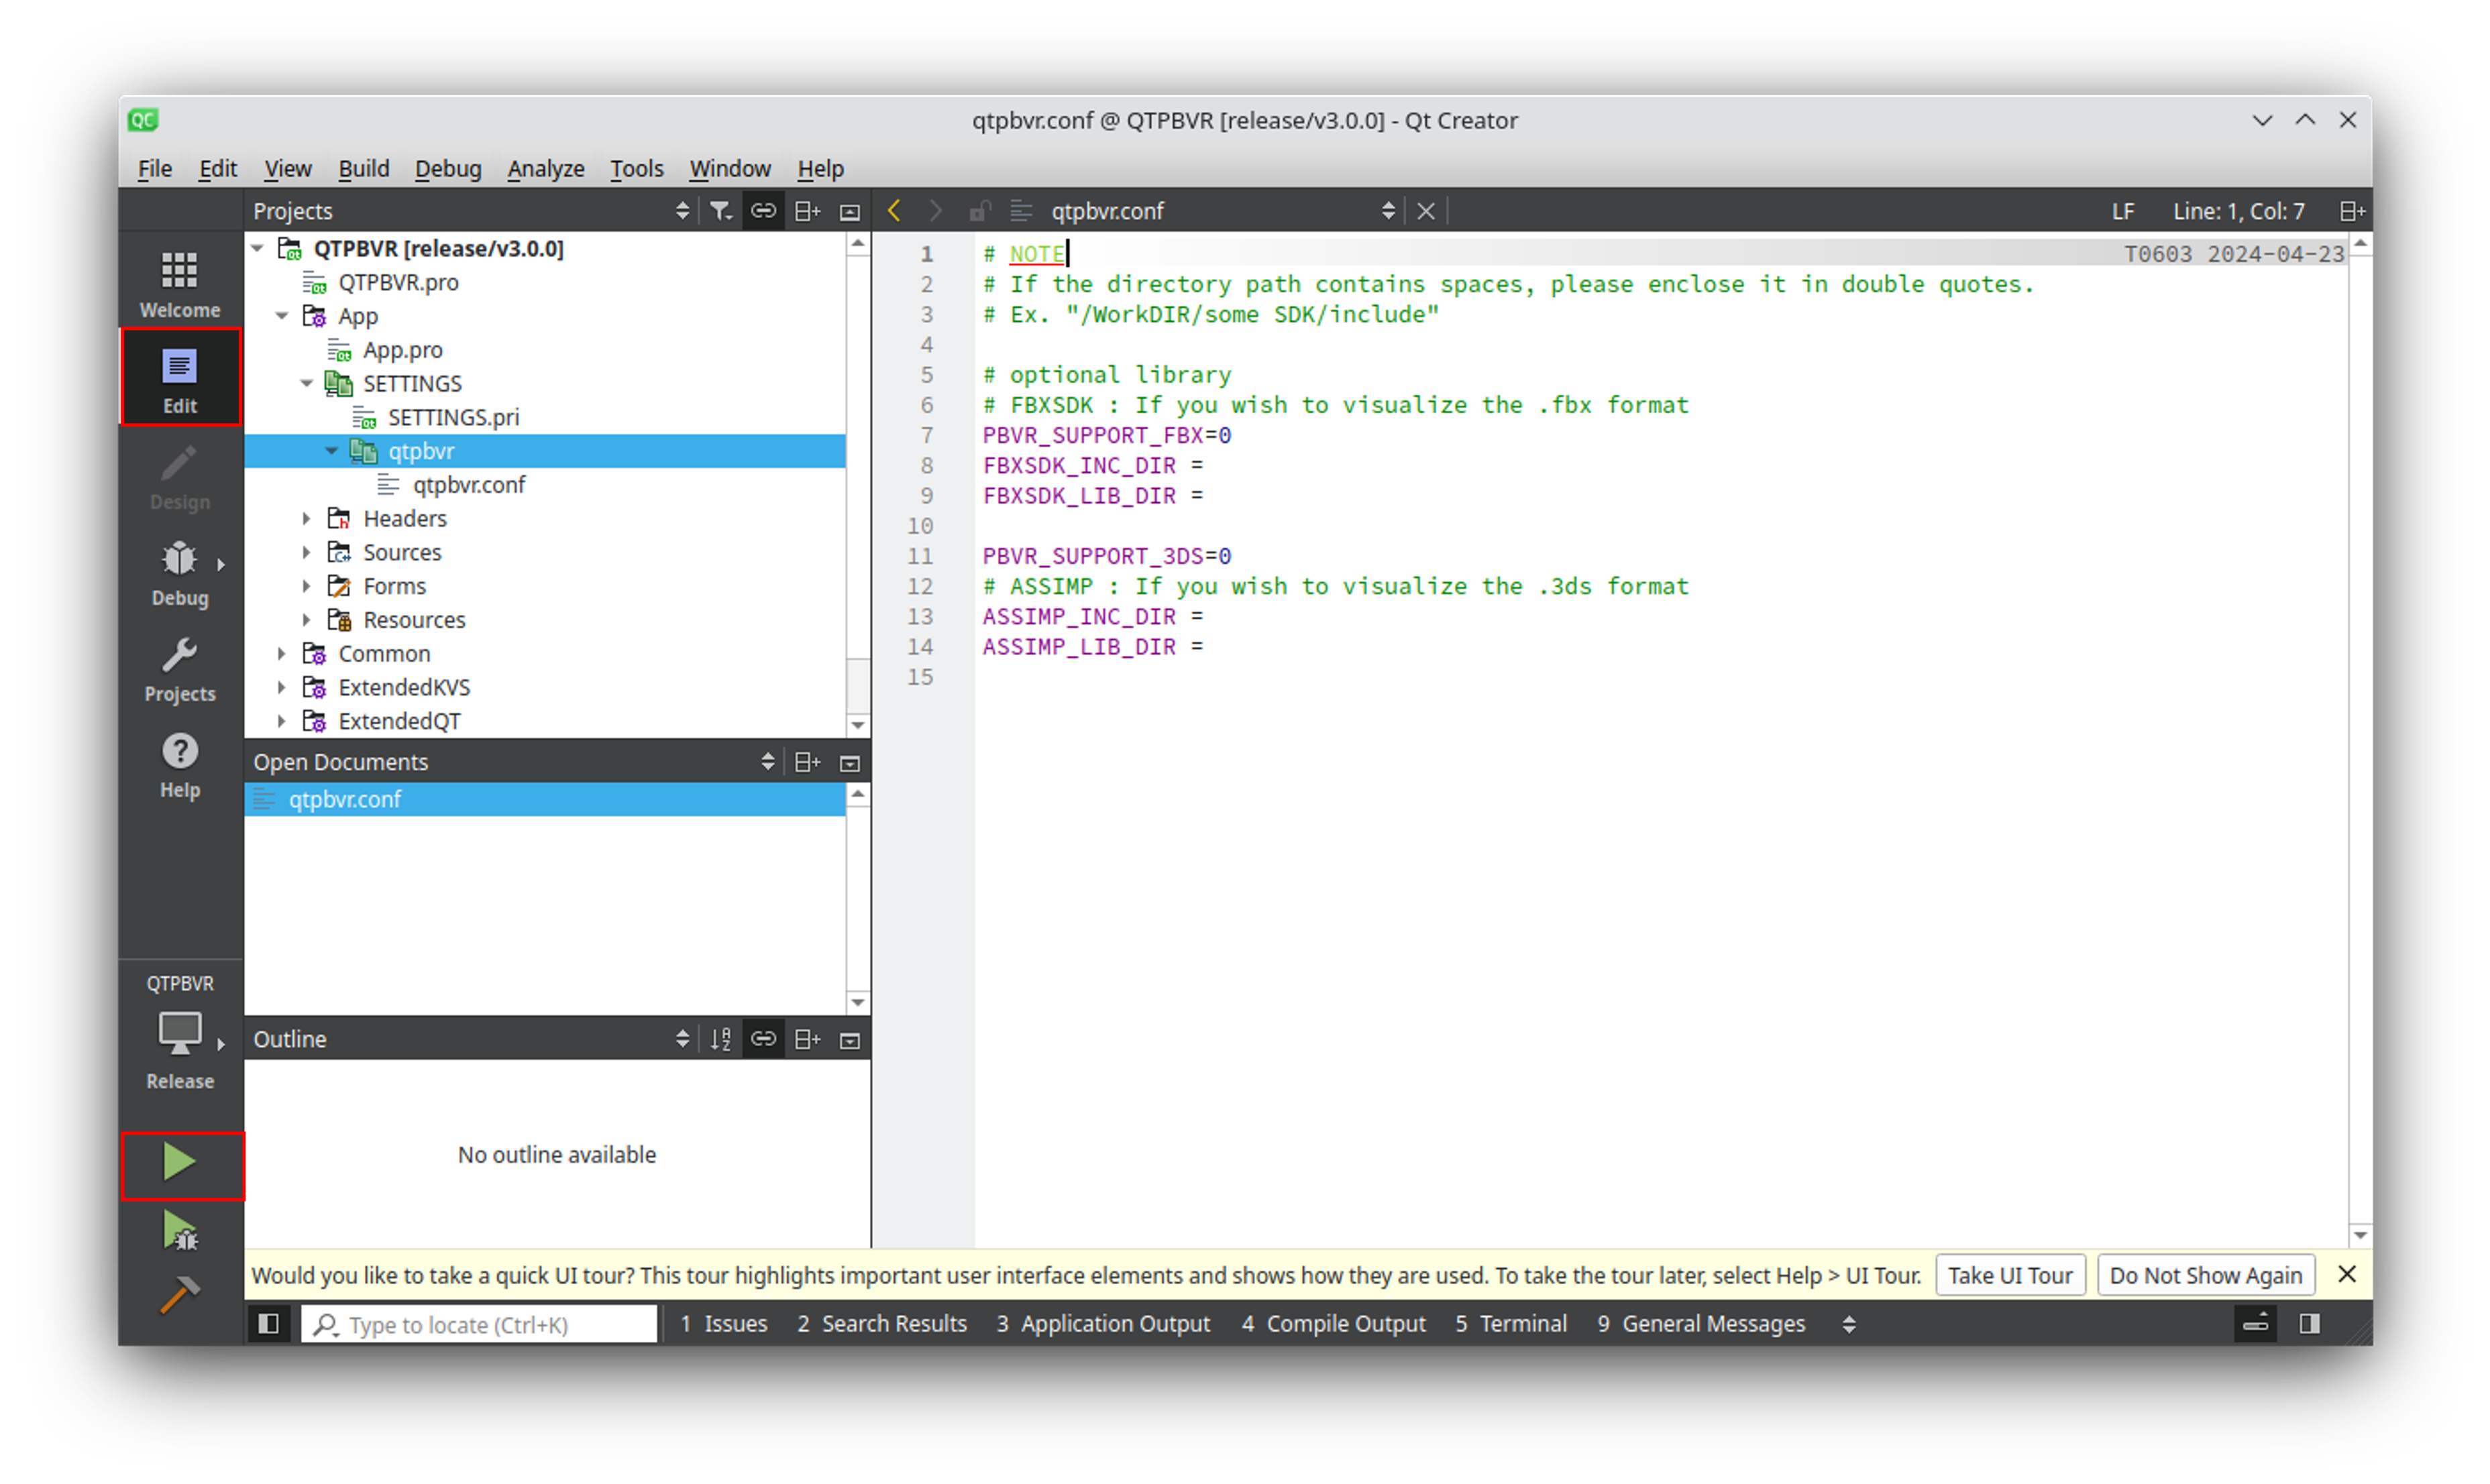 QC
qtpbvr.conf @ QTPBVR [release/v3.0.0] - Qt Creator
File Edit View Build Debug Analyze Tools Window Help
Projects
qtpbvr.conf
LF Line: 1, Col: 7
Welcome
Edit
Design
Debug
Projects
Help
QTPBVR
Release
QTPBVR [release/v3.0.0]
QTPBVR.pro
App
App.pro
SETTINGS
SETTINGS.pri
qtpbvr
qtpbvr.conf
Headers
Sources
Forms
Resources
Common
ExtendedKVS
ExtendedQT
Open Documents
qtpbvr.conf
Outline
No outline available
1 # NOTE T0603 2024-04-23
2 # If the directory path contains spaces, please enclose it in double quotes.
3 # Ex. "/WorkDIR/some SDK/include"
4
5 # optional library
6 # FBXSDK : If you wish to visualize the .fbx format
7 PBVR_SUPPORT_FBX=0
8 FBXSDK_INC_DIR =
9 FBXSDK_LIB_DIR =
10
11 PBVR_SUPPORT_3DS=0
12 # ASSIMP : If you wish to visualize the .3ds format
13 ASSIMP_INC_DIR =
14 ASSIMP_LIB_DIR =
15
Would you like to take a quick UI tour? This tour highlights important user interface elements and shows how they are used. To take the tour later, select Help > UI Tour. Take UI Tour Do Not Show Again
Type to locate (Ctrl+K) 1 Issues 2 Search Results 3 Application Output 4 Compile Output 5 Terminal 9 General Messages